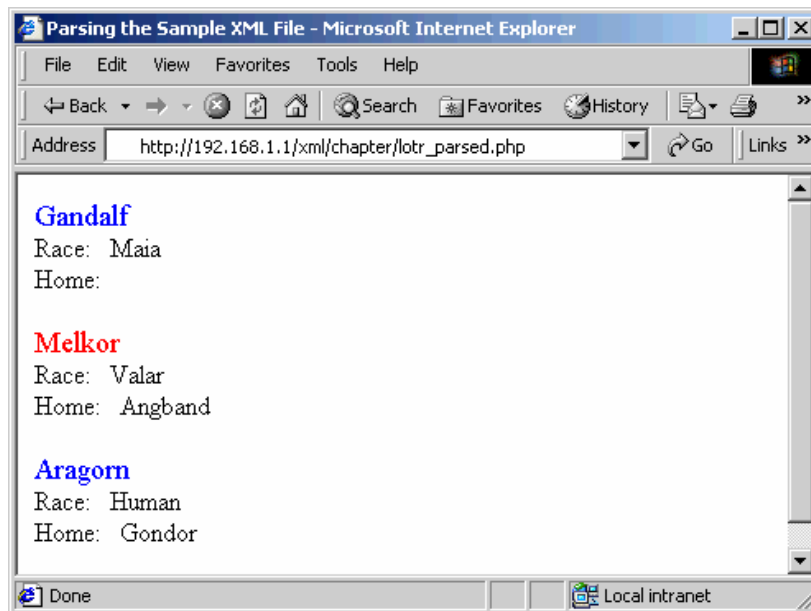 Parsing the Sample XML File - Microsoft Internet Explorer
File Edit View Favorites Tools Help
Back Search Favorites History »
Address http://192.168.1.1/xml/chapter/lotr_parsed.php Go Links »
Gandalf
Race: Maia
Home:
Melkor
Race: Valar
Home: Angband
Aragorn
Race: Human
Home: Gondor
Done Local intranet